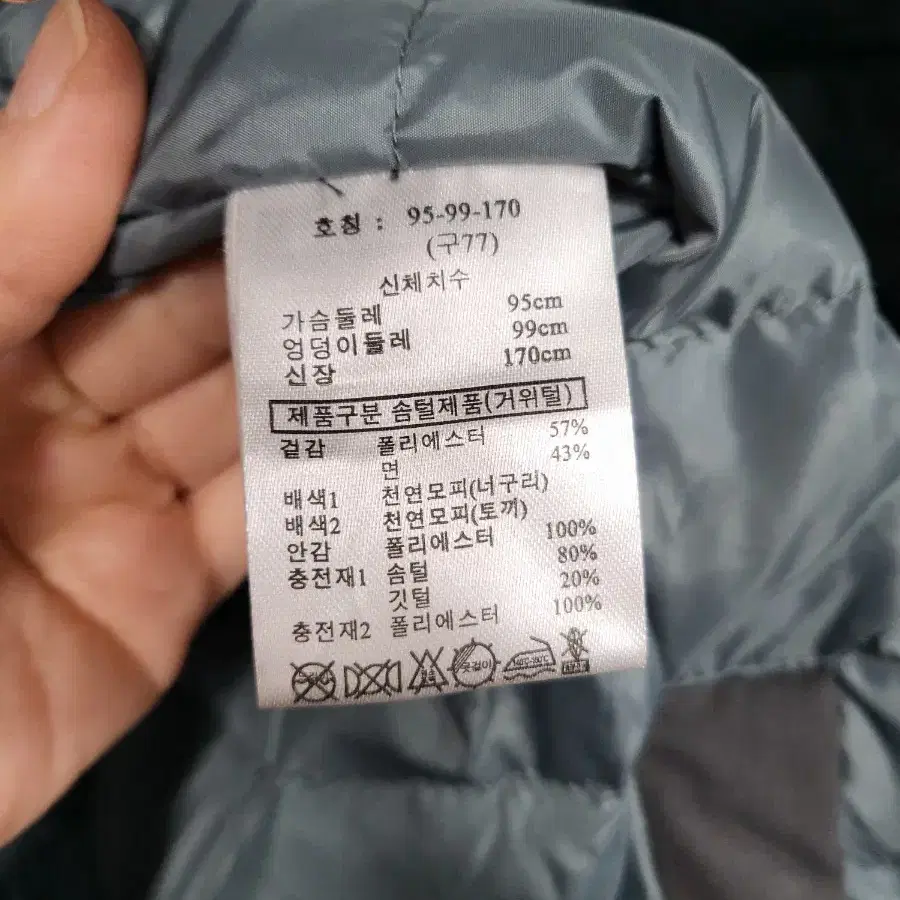 호칭 : 95-99-170
(구77)
신체치수
가슴둘레 95cm
엉덩이둘레 99cm
신장 170cm
제품구분 솜털제품(거위털)
겉감 폴리에스터 57%
면 43%
배색1 천연모피(너구리)
배색2 천연모피(토끼)
안감 폴리에스터 100%
충전재1 솜털 80%
깃털 20%
충전재2 폴리에스터 100%
옷걸이